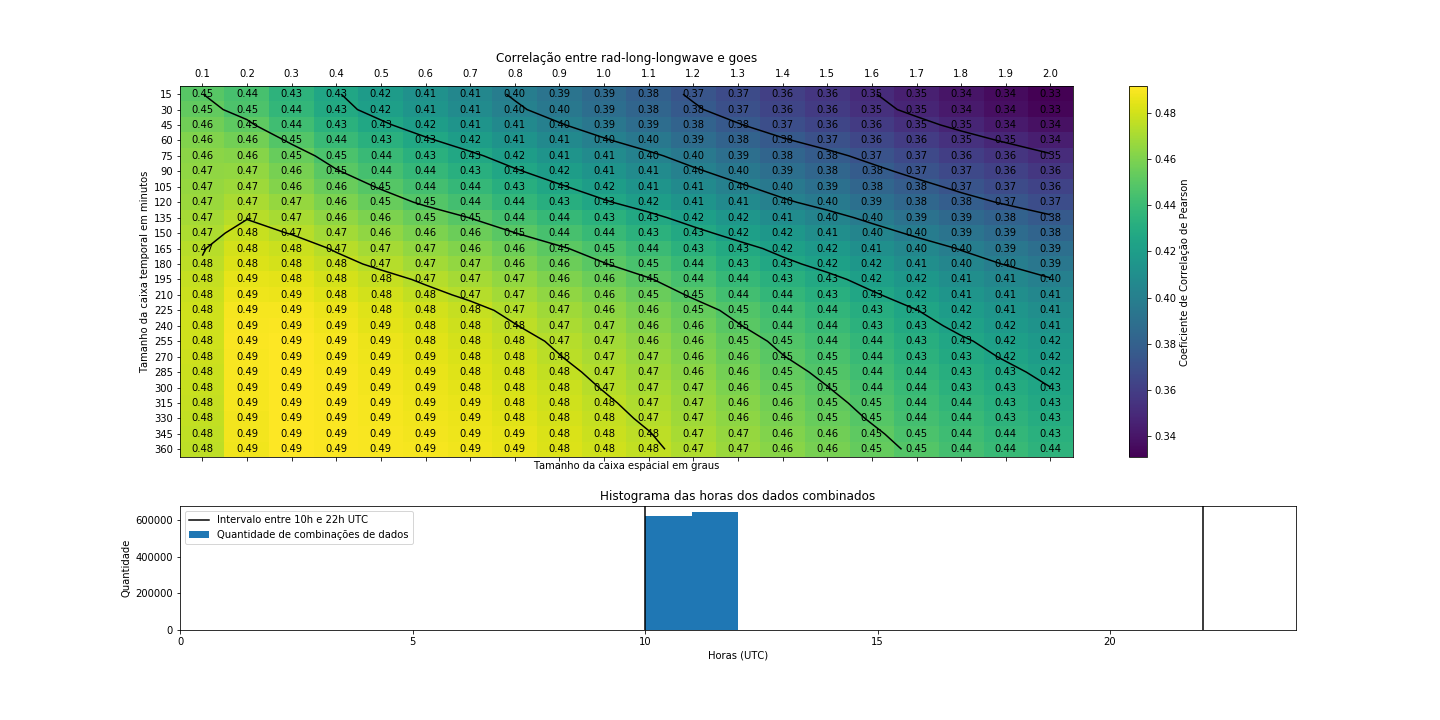 Correlação entre rad-long-longwave e goes
0.1 0.2 0.3 0.4 0.5 0.6 0.7 0.8 0.9 1.0 1.1 1.2 1.3 1.4 1.5 1.6 1.7 1.8 1.9 2.0
15 0.45 0.44 0.43 0.43 0.42 0.41 0.41 0.40 0.39 0.39 0.38 0.37 0.37 0.36 0.36 0.35 0.35 0.34 0.34 0.33
30 0.45 0.45 0.44 0.43 0.42 0.41 0.41 0.40 0.40 0.39 0.38 0.38 0.37 0.36 0.36 0.35 0.35 0.34 0.34 0.33
45 0.46 0.45 0.44 0.43 0.43 0.42 0.41 0.41 0.40 0.39 0.39 0.38 0.38 0.37 0.36 0.36 0.35 0.35 0.34 0.34
60 0.46 0.46 0.45 0.44 0.43 0.43 0.42 0.41 0.41 0.40 0.40 0.39 0.38 0.38 0.37 0.36 0.36 0.35 0.35 0.34
75 0.46 0.46 0.45 0.45 0.44 0.43 0.43 0.42 0.41 0.41 0.40 0.40 0.39 0.38 0.38 0.37 0.37 0.36 0.36 0.35
90 0.47 0.47 0.46 0.45 0.44 0.44 0.43 0.43 0.42 0.41 0.41 0.40 0.40 0.39 0.38 0.38 0.37 0.37 0.36 0.36
105 0.47 0.47 0.46 0.46 0.45 0.44 0.44 0.43 0.43 0.42 0.41 0.41 0.40 0.40 0.39 0.38 0.38 0.37 0.37 0.36
120 0.47 0.47 0.47 0.46 0.45 0.45 0.44 0.44 0.43 0.43 0.42 0.41 0.41 0.40 0.40 0.39 0.38 0.38 0.37 0.37
135 0.47 0.47 0.47 0.46 0.46 0.45 0.45 0.44 0.44 0.43 0.43 0.42 0.42 0.41 0.40 0.40 0.39 0.39 0.38 0.38
150 0.47 0.48 0.47 0.47 0.46 0.46 0.45 0.45 0.44 0.44 0.43 0.43 0.42 0.42 0.41 0.40 0.40 0.39 0.39 0.38
165 0.47 0.48 0.48 0.47 0.47 0.46 0.46 0.46 0.45 0.45 0.44 0.43 0.43 0.42 0.42 0.41 0.40 0.40 0.39 0.39
180 0.48 0.48 0.48 0.48 0.47 0.47 0.46 0.46 0.46 0.45 0.45 0.44 0.43 0.43 0.42 0.42 0.41 0.40 0.40 0.39
195 0.48 0.49 0.48 0.48 0.48 0.47 0.47 0.47 0.46 0.46 0.45 0.44 0.44 0.43 0.43 0.42 0.42 0.41 0.41 0.40
210 0.48 0.49 0.49 0.48 0.48 0.48 0.47 0.47 0.46 0.46 0.45 0.45 0.44 0.44 0.43 0.43 0.42 0.41 0.41 0.41
225 0.48 0.49 0.49 0.49 0.48 0.48 0.48 0.47 0.47 0.46 0.46 0.45 0.45 0.44 0.44 0.43 0.43 0.42 0.41 0.41
240 0.48 0.49 0.49 0.49 0.49 0.48 0.48 0.48 0.47 0.47 0.46 0.46 0.45 0.44 0.44 0.43 0.43 0.42 0.42 0.41
255 0.48 0.49 0.49 0.49 0.49 0.48 0.48 0.48 0.47 0.47 0.46 0.46 0.45 0.45 0.44 0.44 0.43 0.43 0.42 0.42
270 0.48 0.49 0.49 0.49 0.49 0.49 0.48 0.48 0.48 0.47 0.47 0.46 0.46 0.45 0.45 0.44 0.43 0.43 0.42 0.42
285 0.48 0.49 0.49 0.49 0.49 0.49 0.48 0.48 0.48 0.47 0.47 0.46 0.46 0.45 0.45 0.44 0.44 0.43 0.43 0.42
300 0.48 0.49 0.49 0.49 0.49 0.49 0.48 0.48 0.48 0.47 0.47 0.47 0.46 0.46 0.45 0.44 0.44 0.43 0.43 0.43
315 0.48 0.49 0.49 0.49 0.49 0.49 0.49 0.48 0.48 0.48 0.47 0.47 0.46 0.46 0.45 0.45 0.44 0.44 0.43 0.43
330 0.48 0.49 0.49 0.49 0.49 0.49 0.49 0.48 0.48 0.48 0.47 0.47 0.46 0.46 0.45 0.45 0.44 0.44 0.43 0.43
345 0.48 0.49 0.49 0.49 0.49 0.49 0.49 0.49 0.48 0.48 0.48 0.47 0.47 0.46 0.46 0.45 0.45 0.44 0.44 0.43
360 0.48 0.49 0.49 0.49 0.49 0.49 0.49 0.49 0.48 0.48 0.48 0.47 0.47 0.46 0.46 0.45 0.45 0.44 0.44 0.44
Tamanho da caixa temporal em minutos
Tamanho da caixa espacial em graus
0.48
0.46
0.44
0.42
0.40
0.38
0.36
0.34
Coeficiente de Correlação de Pearson
Histograma das horas dos dados combinados
Intervalo entre 10h e 22h UTC
Quantidade de combinações de dados
600000
400000
200000
0
Quantidade
0 5 10 15 20
Horas (UTC)